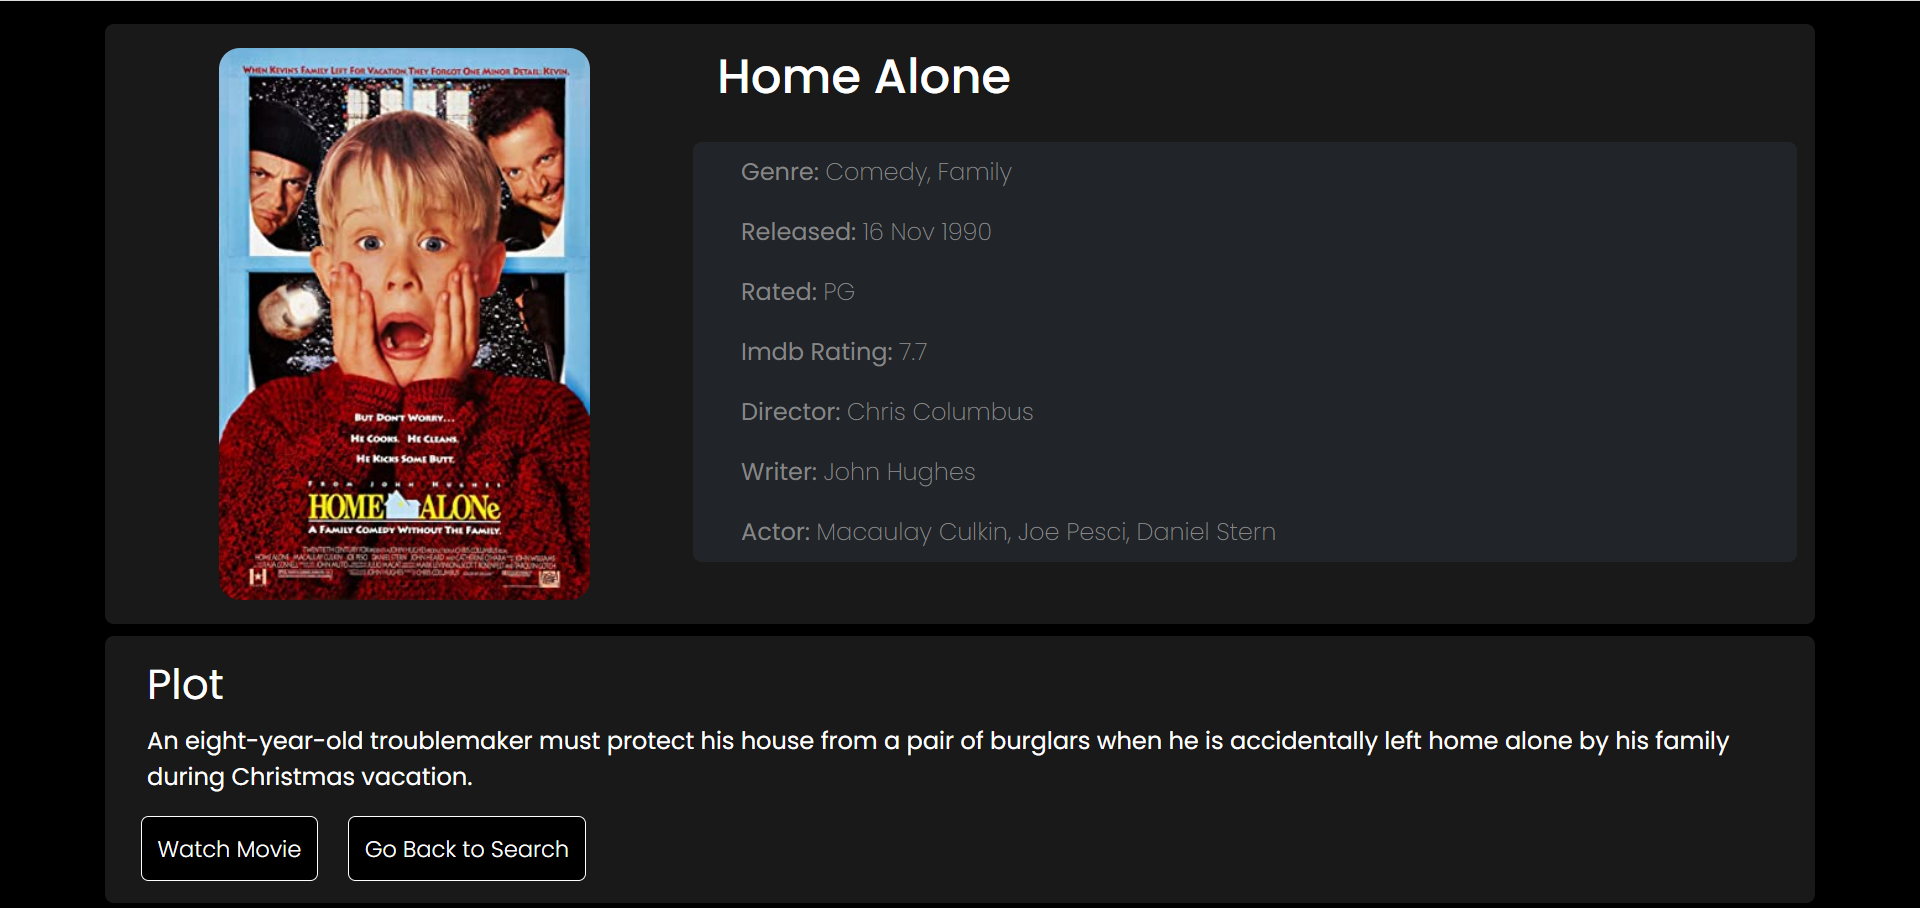 WHEN KEVIN'S FAMILY LEFT FOR VACATION, THEY FORGOT ONE MINOR DETAIL: KEVIN.
BUT DON'T WORRY...
HE COOKS. HE CLEANS.
HE KICKS SOME BUTT.
FROM JOHN HUGHES
HOME ALONe
A FAMILY COMEDY WITHOUT THE FAMILY.
Home Alone
Genre: Comedy, Family
Released: 16 Nov 1990
Rated: PG
Imdb Rating: 7.7
Director: Chris Columbus
Writer: John Hughes
Actor: Macaulay Culkin, Joe Pesci, Daniel Stern
Plot
An eight-year-old troublemaker must protect his house from a pair of burglars when he is accidentally left home alone by his family
during Christmas vacation.
Watch Movie
Go Back to Search